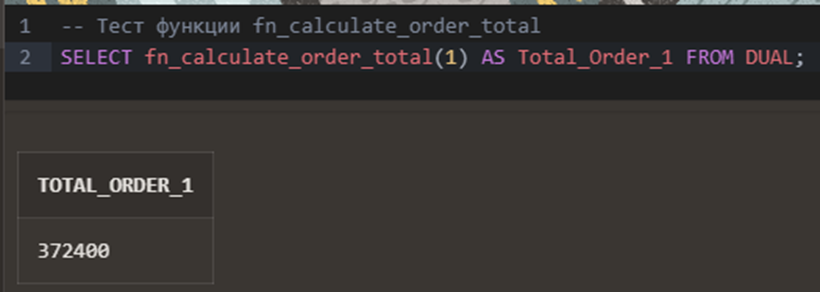 1 -- Тест функции fn_calculate_order_total
2 SELECT fn_calculate_order_total(1) AS Total_Order_1 FROM DUAL;
TOTAL_ORDER_1
372400